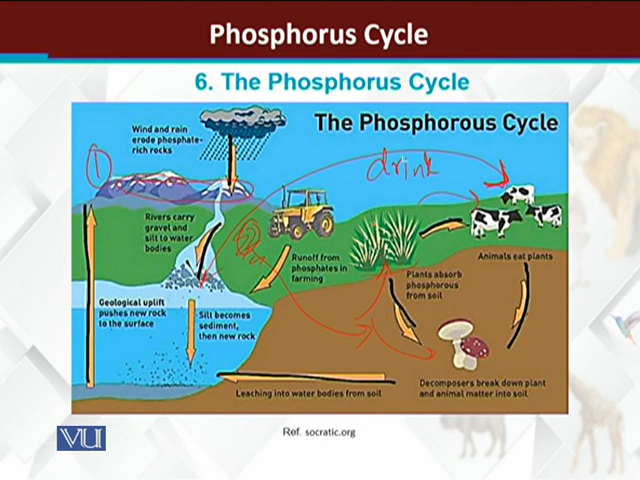 Phosphorus Cycle
6. The Phosphorus Cycle
The Phosphorous Cycle
Wind and rain
erode phosphate-
rich rocks
drink
1
Rivers carry
gravel and
silt to water
bodies
Runoff from
phosphates in
farming
Animals eat plants
Plants absorb
phosphorous
from soil
Geological uplift
pushes new rock
to the surface
Silt becomes
sediment,
then new rock
Leaching into water bodies from soil
Decomposers break down plant
and animal matter into soil
VU
Ref. socratic.org